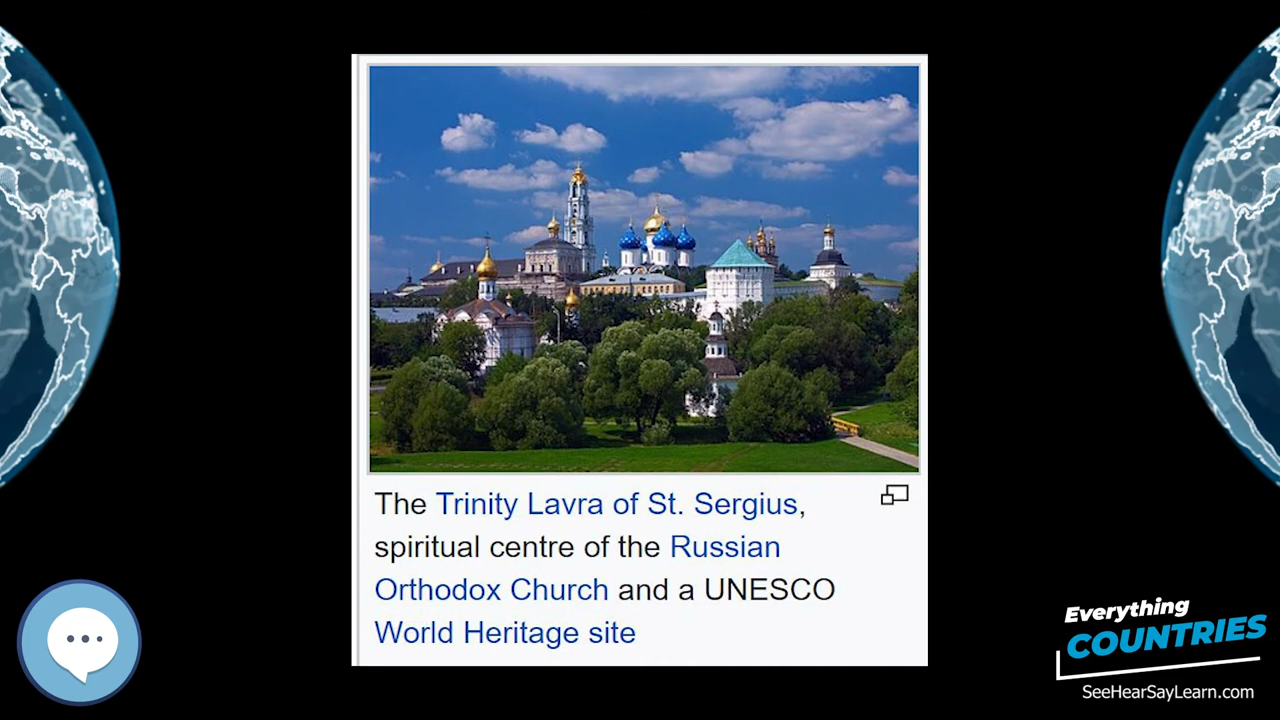 The Trinity Lavra of St. Sergius,
spiritual centre of the Russian
Orthodox Church and a UNESCO
World Heritage site
Everything
COUNTRIES
SeeHearSayLearn.com